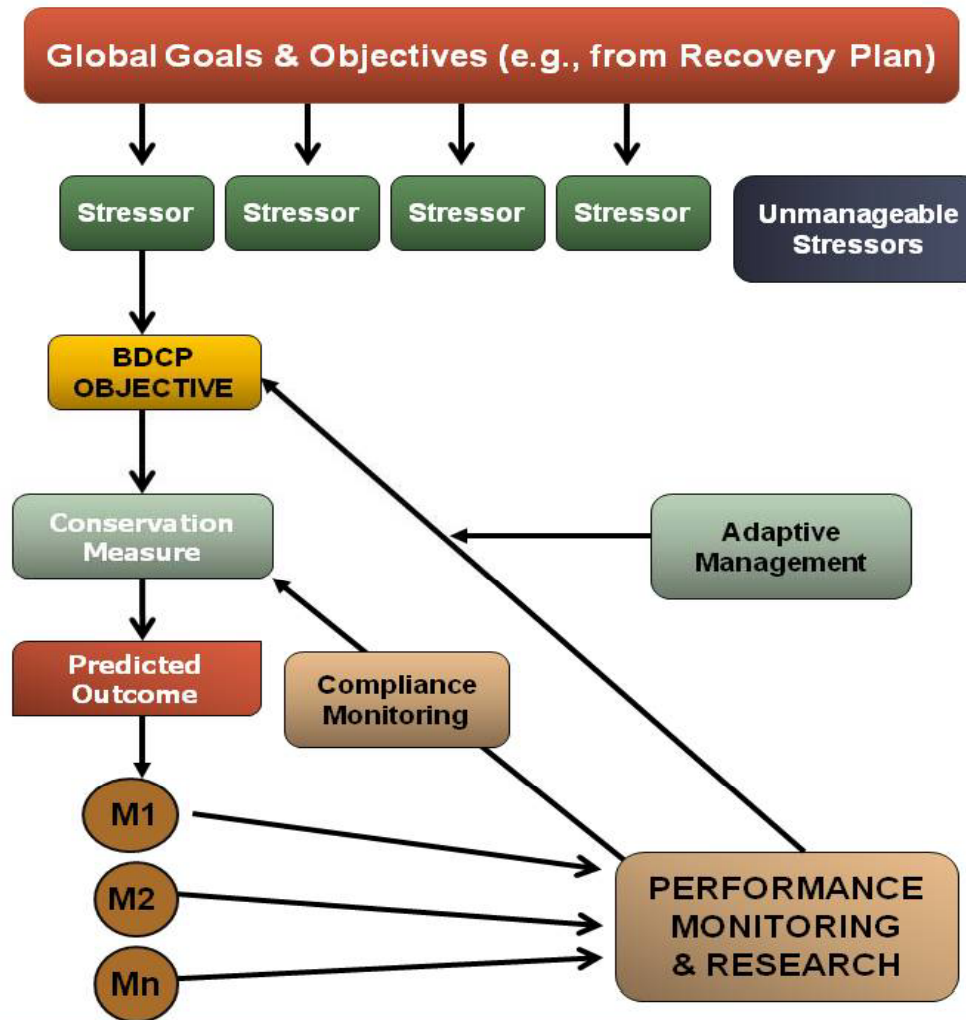 Global Goals & Objectives (e.g., from Recovery Plan)
Stressor
Stressor
Stressor
Stressor
Unmanageable
Stressors
BDCP
OBJECTIVE
Conservation
Measure
Adaptive
Management
Predicted
Outcome
Compliance
Monitoring
M1
M2
Mn
PERFORMANCE
MONITORING
& RESEARCH